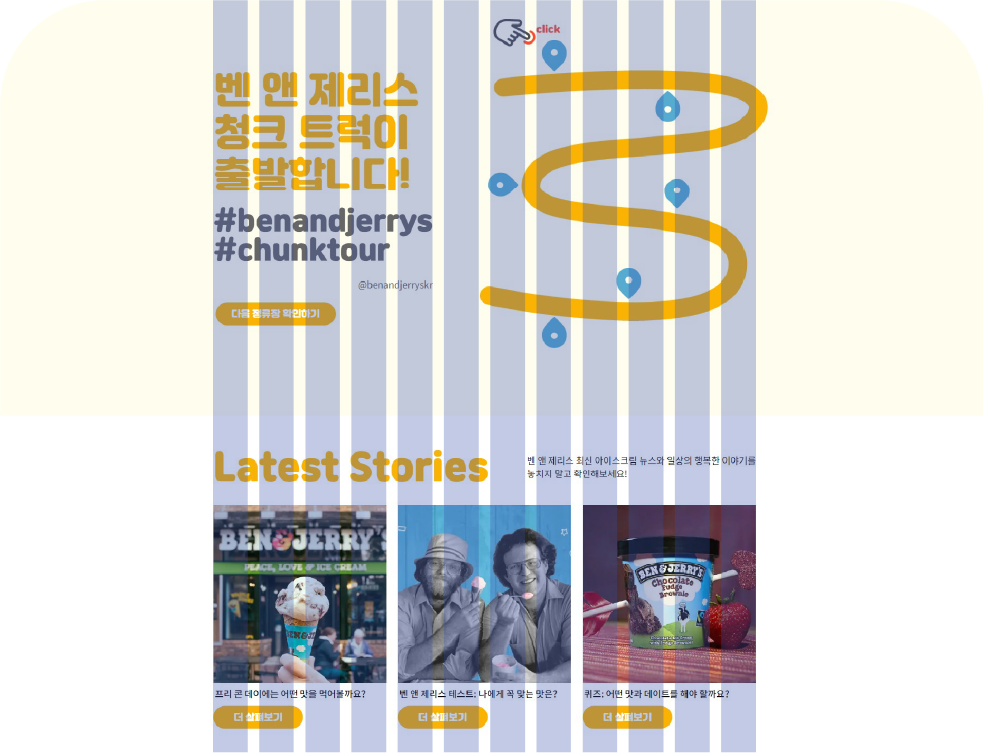 click
벤 앤 제리스
청크 트럭이
출발합니다!
#benandjerrys
#chunktour
@benandjerryskr
다음 정류장 확인하기
Latest Stories
벤 앤 제리스 최신 아이스크림 뉴스와 일상의 행복한 이야기를
놓치지 말고 확인해보세요!
BEN & JERRY'S
PEACE, LOVE & ICE CREAM
BEN & JE
BEN & JERRY'S
Chocolate
Fudge
Brownie
프리 콘 데이에는 어떤 맛을 먹어볼까요?
벤 앤 제리스 테스트: 나에게 꼭 맞는 맛은?
퀴즈: 어떤 맛과 데이트를 해야 할까요?
더 살펴보기
더 살펴보기
더 살펴보기